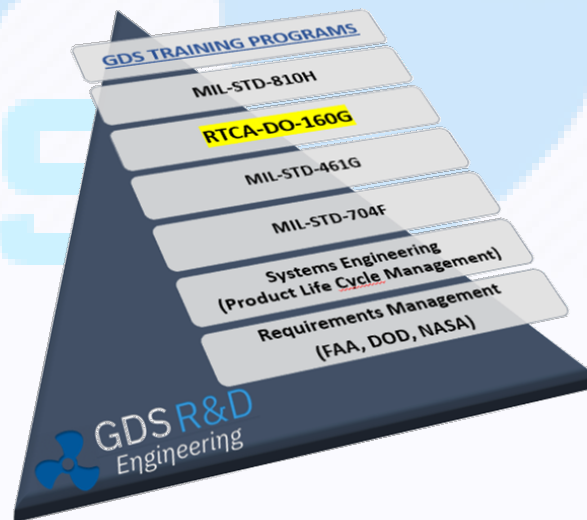 GDS TRAINING PROGRAMS
MIL-STD-810H
RTCA-DO-160G
MIL-STD-461G
MIL-STD-704F
Systems Engineering
(Product Life Cycle Management)
Requirements Management
(FAA, DOD, NASA)
GDS R&D
Engineering